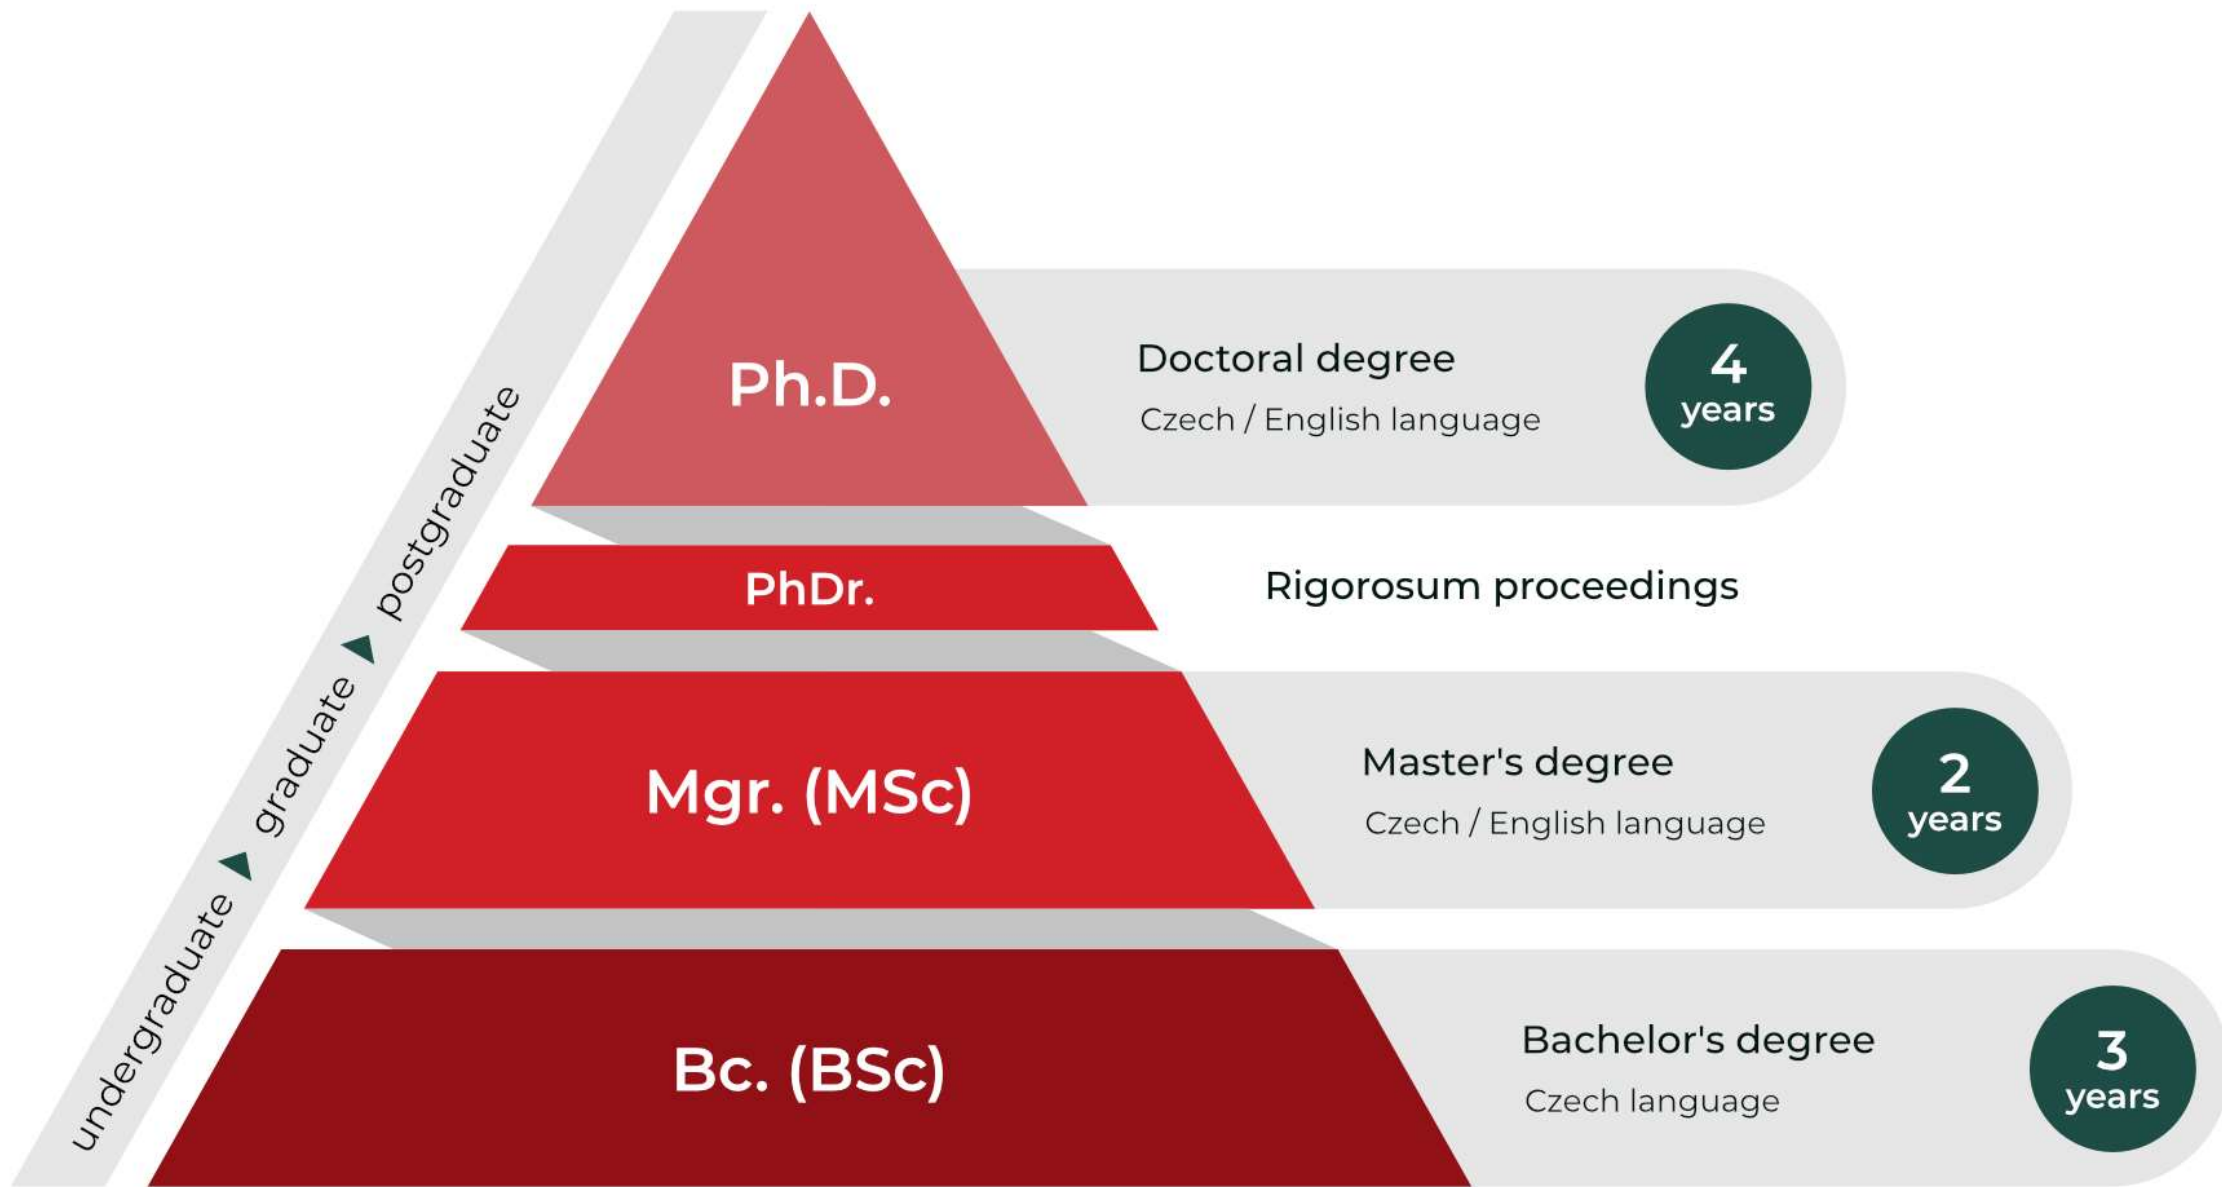 Ph.D.
Doctoral degree
Czech / English language
4
years
PhDr.
Rigorosum proceedings
Mgr. (MSc)
Master's degree
Czech / English language
2
years
Bc. (BSc)
Bachelor's degree
Czech language
3
years
undergraduate ▶ graduate ▶ postgraduate